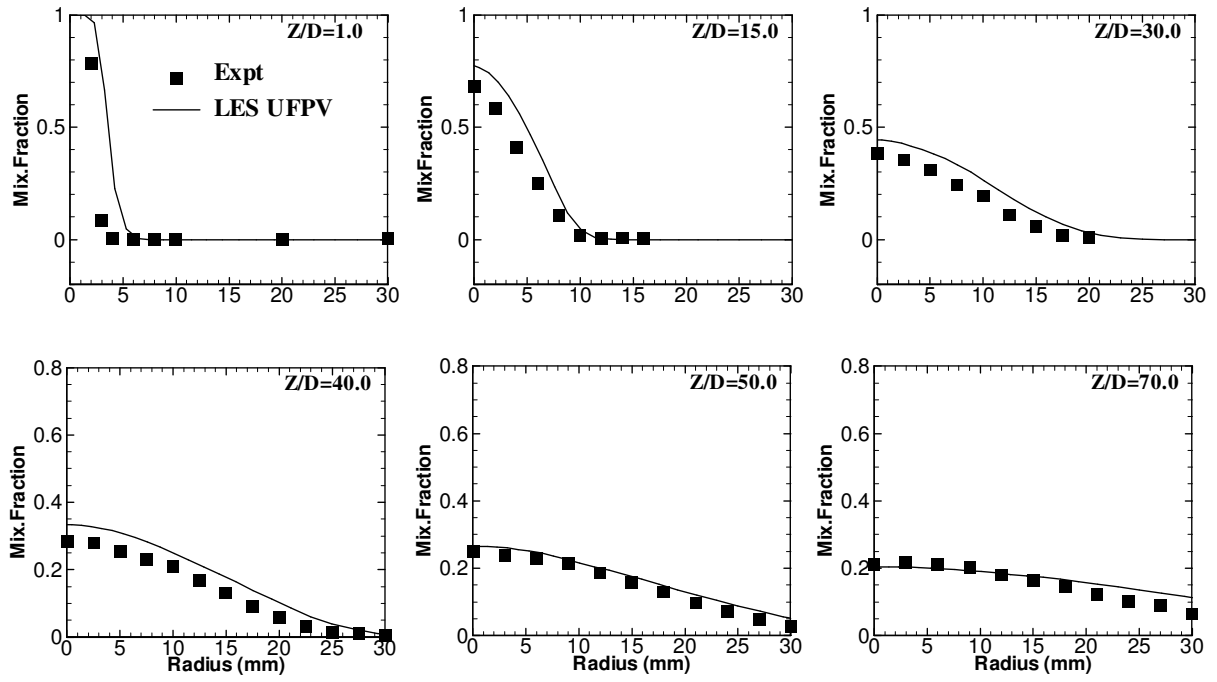 Z/D=1.0
Expt
LES UFPV
Mix.Fraction
1
0.5
0
0 5 10 15 20 25 30
Z/D=15.0
MixFraction
1
0.5
0
0 5 10 15 20 25 30
Z/D=30.0
Mix.Fraction
1
0.5
0
0 5 10 15 20 25 30
Z/D=40.0
Mix.Fraction
0.8
0.6
0.4
0.2
0
0 5 10 15 20 25 30
Radius (mm)
Z/D=50.0
Mix.Fraction
0.8
0.6
0.4
0.2
0
0 5 10 15 20 25 30
Radius (mm)
Z/D=70.0
Mix.Fraction
0.8
0.6
0.4
0.2
0
0 5 10 15 20 25 30
Radius (mm)